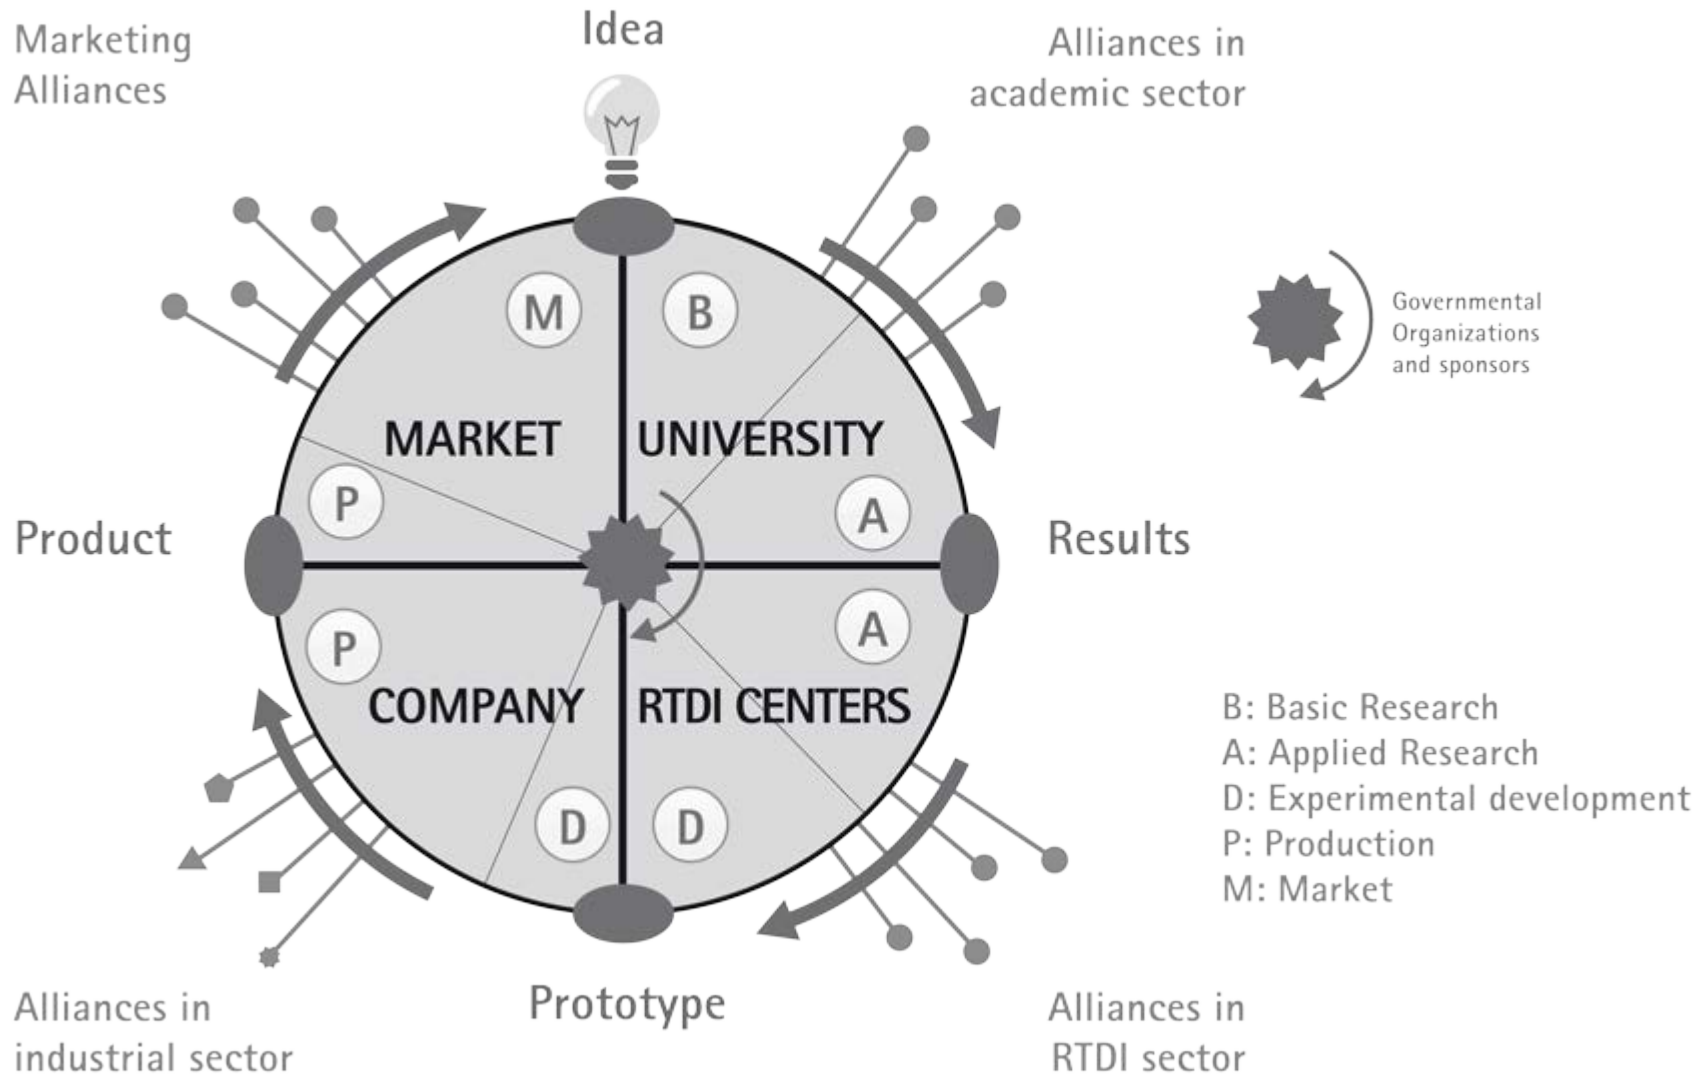 Marketing
Alliances
Idea
Alliances in
academic sector
Governmental
Organizations
and sponsors
M
B
MARKET
UNIVERSITY
P
A
Product
Results
P
A
COMPANY
RTDI CENTERS
D
D
B: Basic Research
A: Applied Research
D: Experimental development
P: Production
M: Market
Prototype
Alliances in
industrial sector
Alliances in
RTDI sector